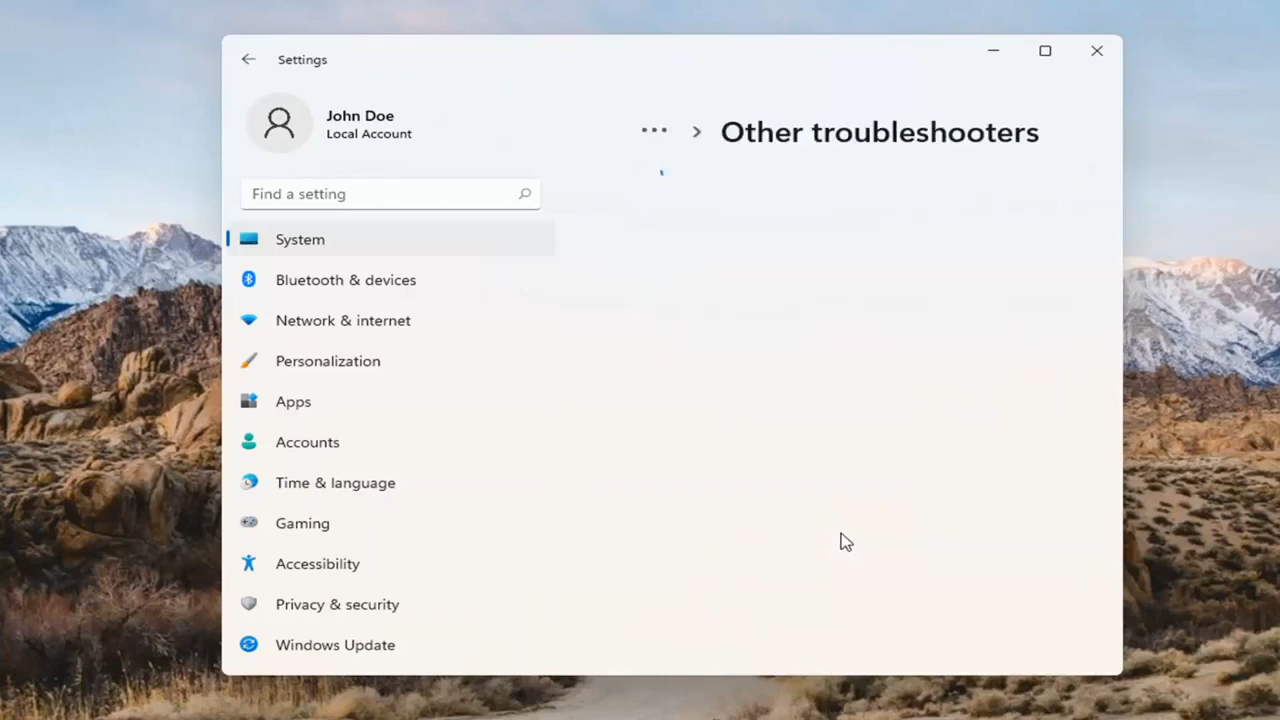 Settings
John Doe
Local Account
Other troubleshooters
Find a setting
System
Bluetooth & devices
Network & internet
Personalization
Apps
Accounts
Time & language
Gaming
Accessibility
Privacy & security
Windows Update